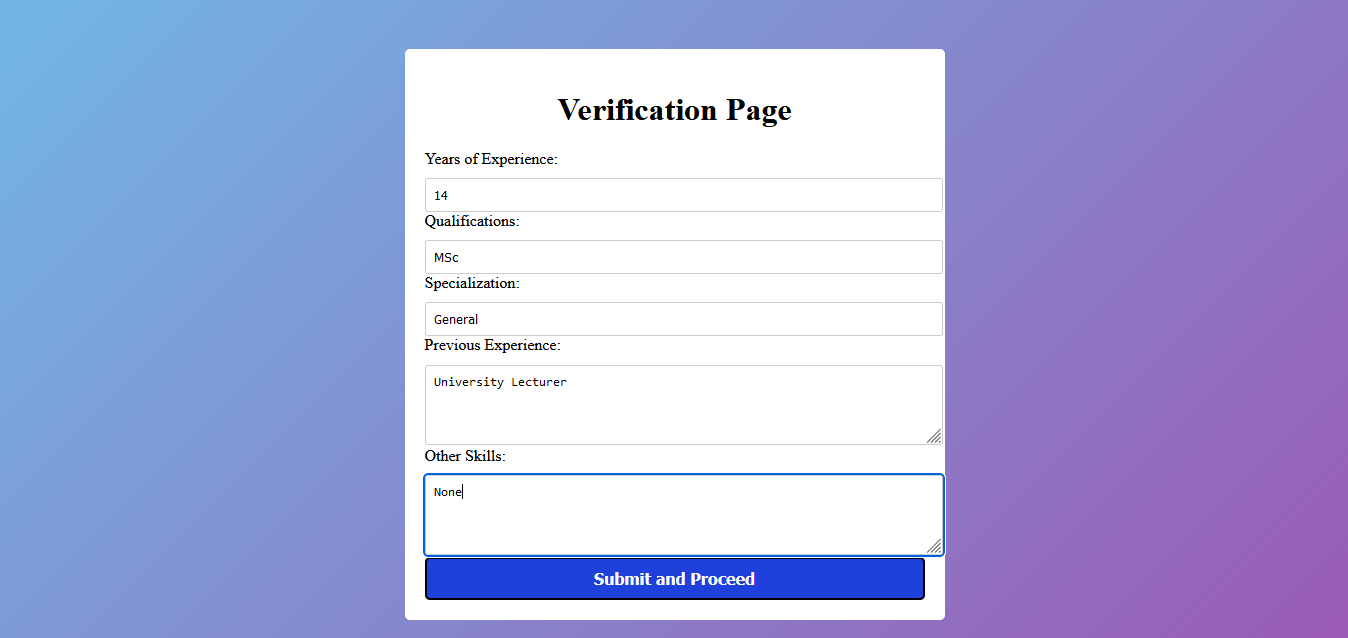 Verification Page
Years of Experience:
14
Qualifications:
MSc
Specialization:
General
Previous Experience:
University Lecturer
Other Skills:
None
Submit and Proceed